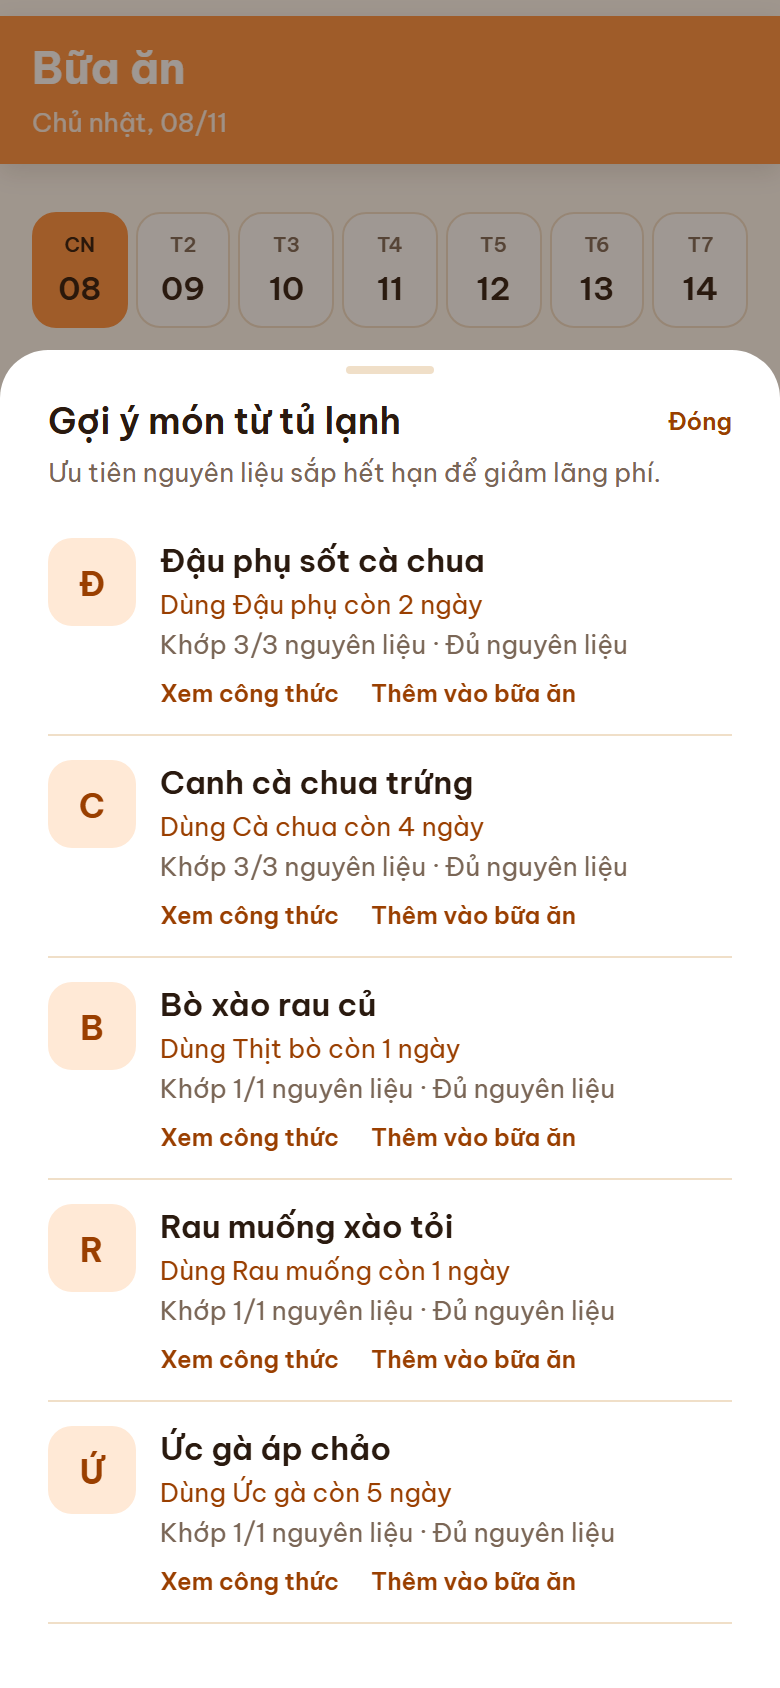 Bữa ăn
Chủ nhật, 08/11
CN T2 T3 T4 T5 T6 T7
08 09 10 11 12 13 14
Gợi ý món từ tủ lạnh
Đóng
Ưu tiên nguyên liệu sắp hết hạn để giảm lãng phí.
Đ
Đậu phụ sốt cà chua
Dùng Đậu phụ còn 2 ngày
Khớp 3/3 nguyên liệu · Đủ nguyên liệu
Xem công thức Thêm vào bữa ăn
C
Canh cà chua trứng
Dùng Cà chua còn 4 ngày
Khớp 3/3 nguyên liệu · Đủ nguyên liệu
Xem công thức Thêm vào bữa ăn
B
Bò xào rau củ
Dùng Thịt bò còn 1 ngày
Khớp 1/1 nguyên liệu · Đủ nguyên liệu
Xem công thức Thêm vào bữa ăn
R
Rau muống xào tỏi
Dùng Rau muống còn 1 ngày
Khớp 1/1 nguyên liệu · Đủ nguyên liệu
Xem công thức Thêm vào bữa ăn
Ứ
Ức gà áp chảo
Dùng Ức gà còn 5 ngày
Khớp 1/1 nguyên liệu · Đủ nguyên liệu
Xem công thức Thêm vào bữa ăn